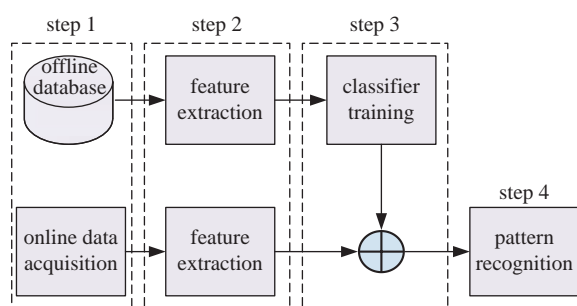 step 1
step 2
step 3
offline
database
feature
extraction
classifier
training
step 4
online data
acquisition
feature
extraction
pattern
recognition